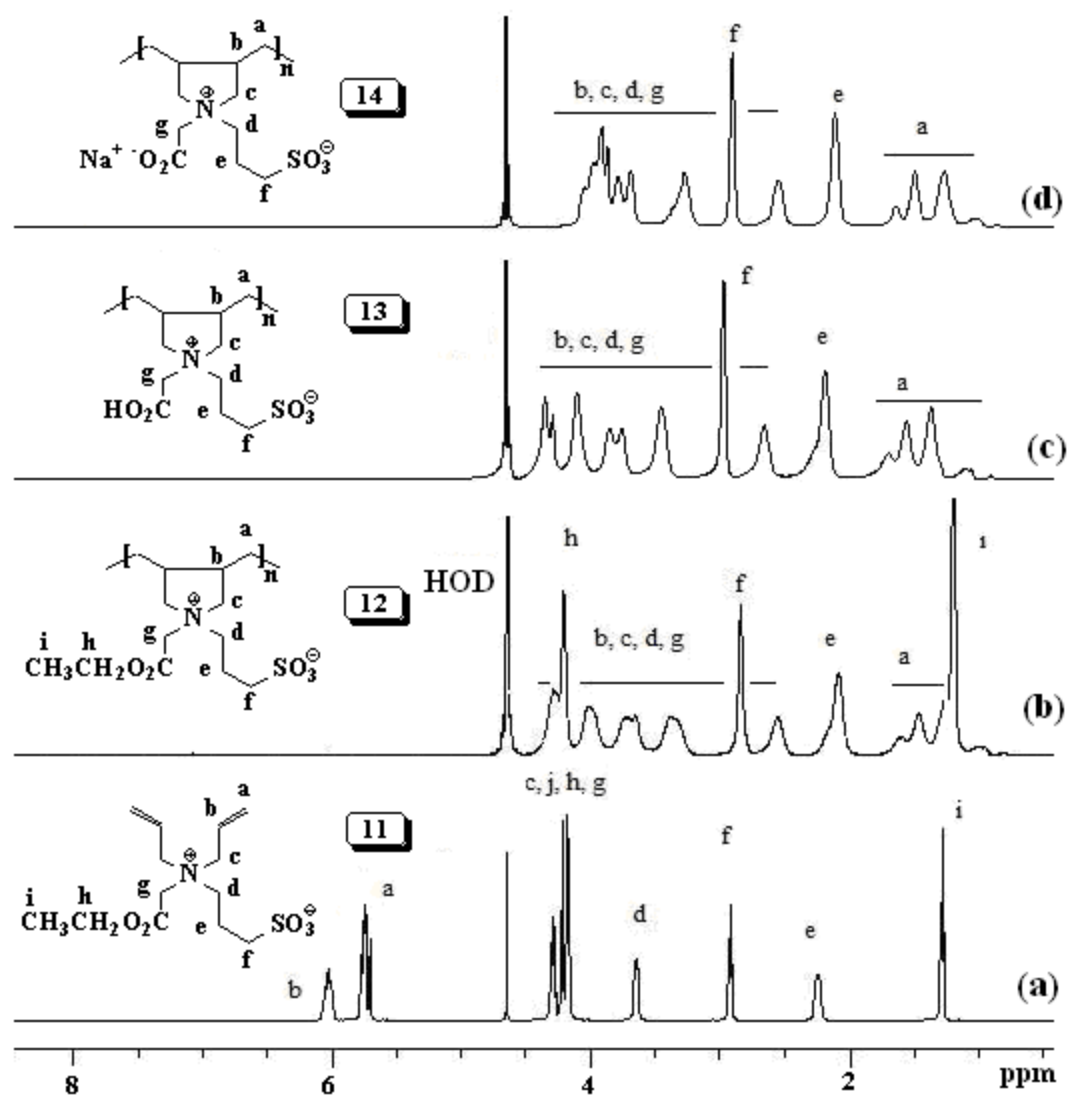 a
b
[ ]n
c
N⊕
14
g d
Na+ -O2C e SO3⊖
f
b, c, d, g
f
e
a
(d)
a
b
[ ]n
c
N⊕
13
g d
HO2C e SO3⊖
f
b, c, d, g
f
e
a
(c)
a
b
[ ]n
c
N⊕
12
i h g d
CH3CH2O2C e SO3⊖
f
HOD
h
b, c, d, g
f
e
a
i
(b)
a
b
c
N⊕
11
i h g d
CH3CH2O2C e SO3⊖
f
b
a
c, j, h, g
d
f
e
i
(a)
8 6 4 2 ppm